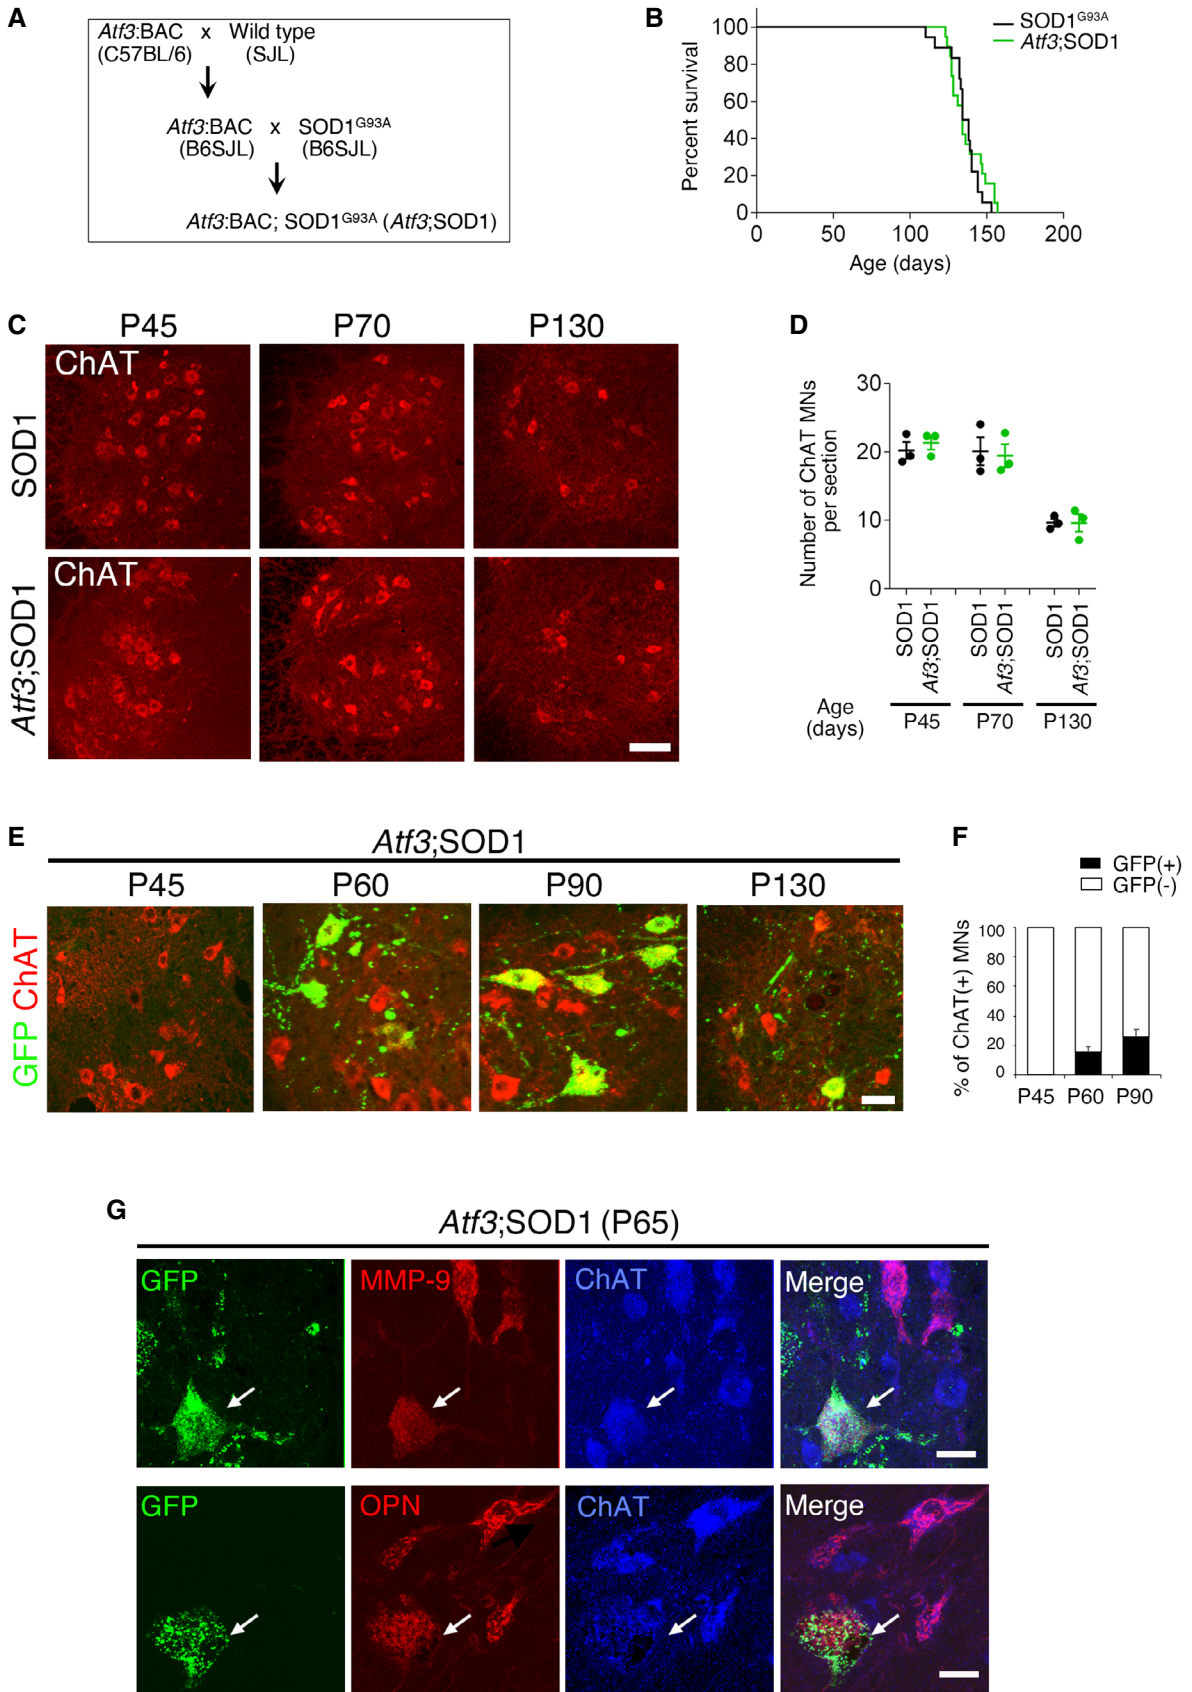 A
Atf3:BAC x Wild type
(C57BL/6) (SJL)
Atf3:BAC x SOD1G93A
(B6SJL) (B6SJL)
Atf3:BAC; SOD1G93A (Atf3;SOD1)
B
SOD1G93A
Atf3;SOD1
Percent survival
100
80
60
40
20
0
0 50 100 150 200
Age (days)
C
P45 P70 P130
SOD1
ChAT
Atf3;SOD1
ChAT
D
Number of ChAT MNs
per section
30
20
10
0
SOD1
Af3;SOD1
SOD1
Af3;SOD1
SOD1
Af3;SOD1
Age
(days)
P45 P70 P130
E
Atf3;SOD1
P45 P60 P90 P130
GFP ChAT
F
GFP(+)
GFP(-)
% of ChAT(+) MNs
100
80
60
40
20
0
P45 P60 P90
G
Atf3;SOD1 (P65)
GFP MMP-9 ChAT Merge
GFP OPN ChAT Merge